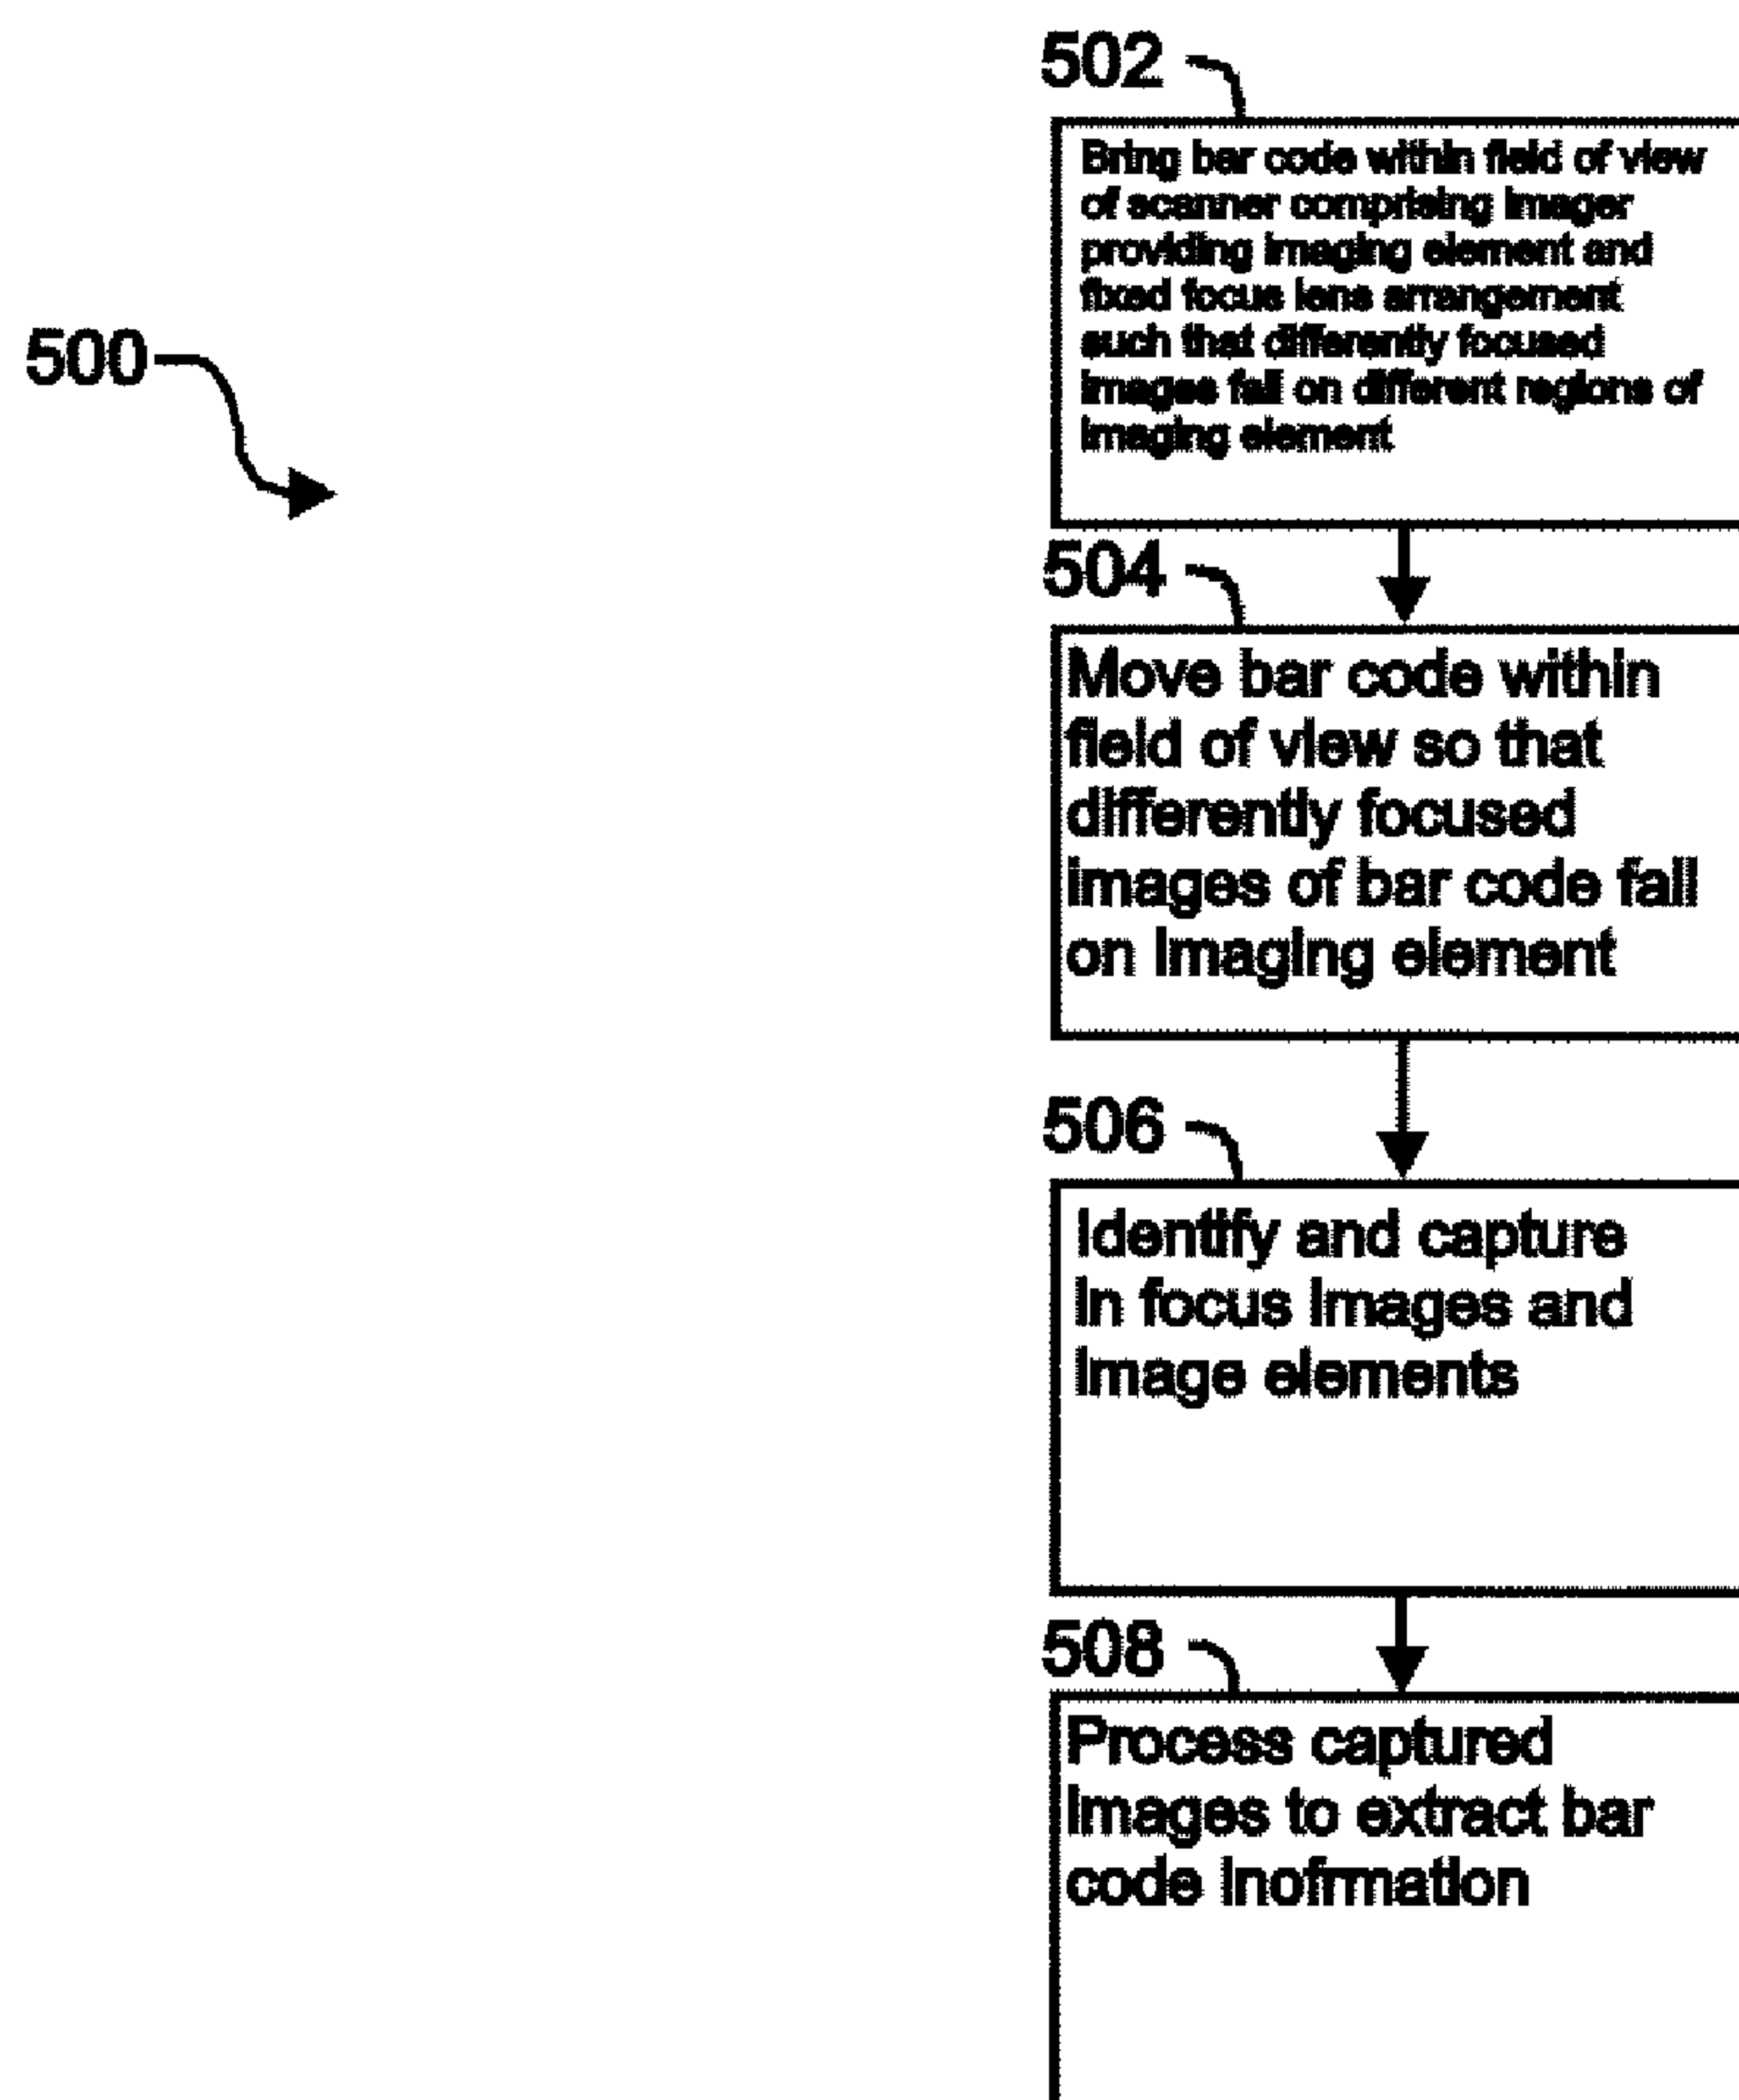 502
Bring bar code within field of view
of scanner comprising imager
providing imaging element and
fixed focus lens arrangement
such that differently focused
images fall on different regions of
imaging element
500
504
Move bar code within
field of view so that
differently focused
images of bar code fall
on imaging element
506
Identify and capture
in focus images and
image elements
508
Process captured
images to extract bar
code inofrmation